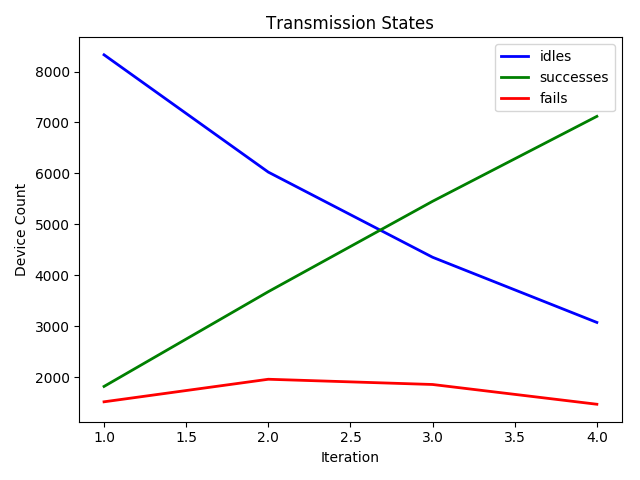 Transmission States
idles
successes
fails
8000
7000
6000
5000
4000
3000
2000
Device Count
1.0 1.5 2.0 2.5 3.0 3.5 4.0
Iteration